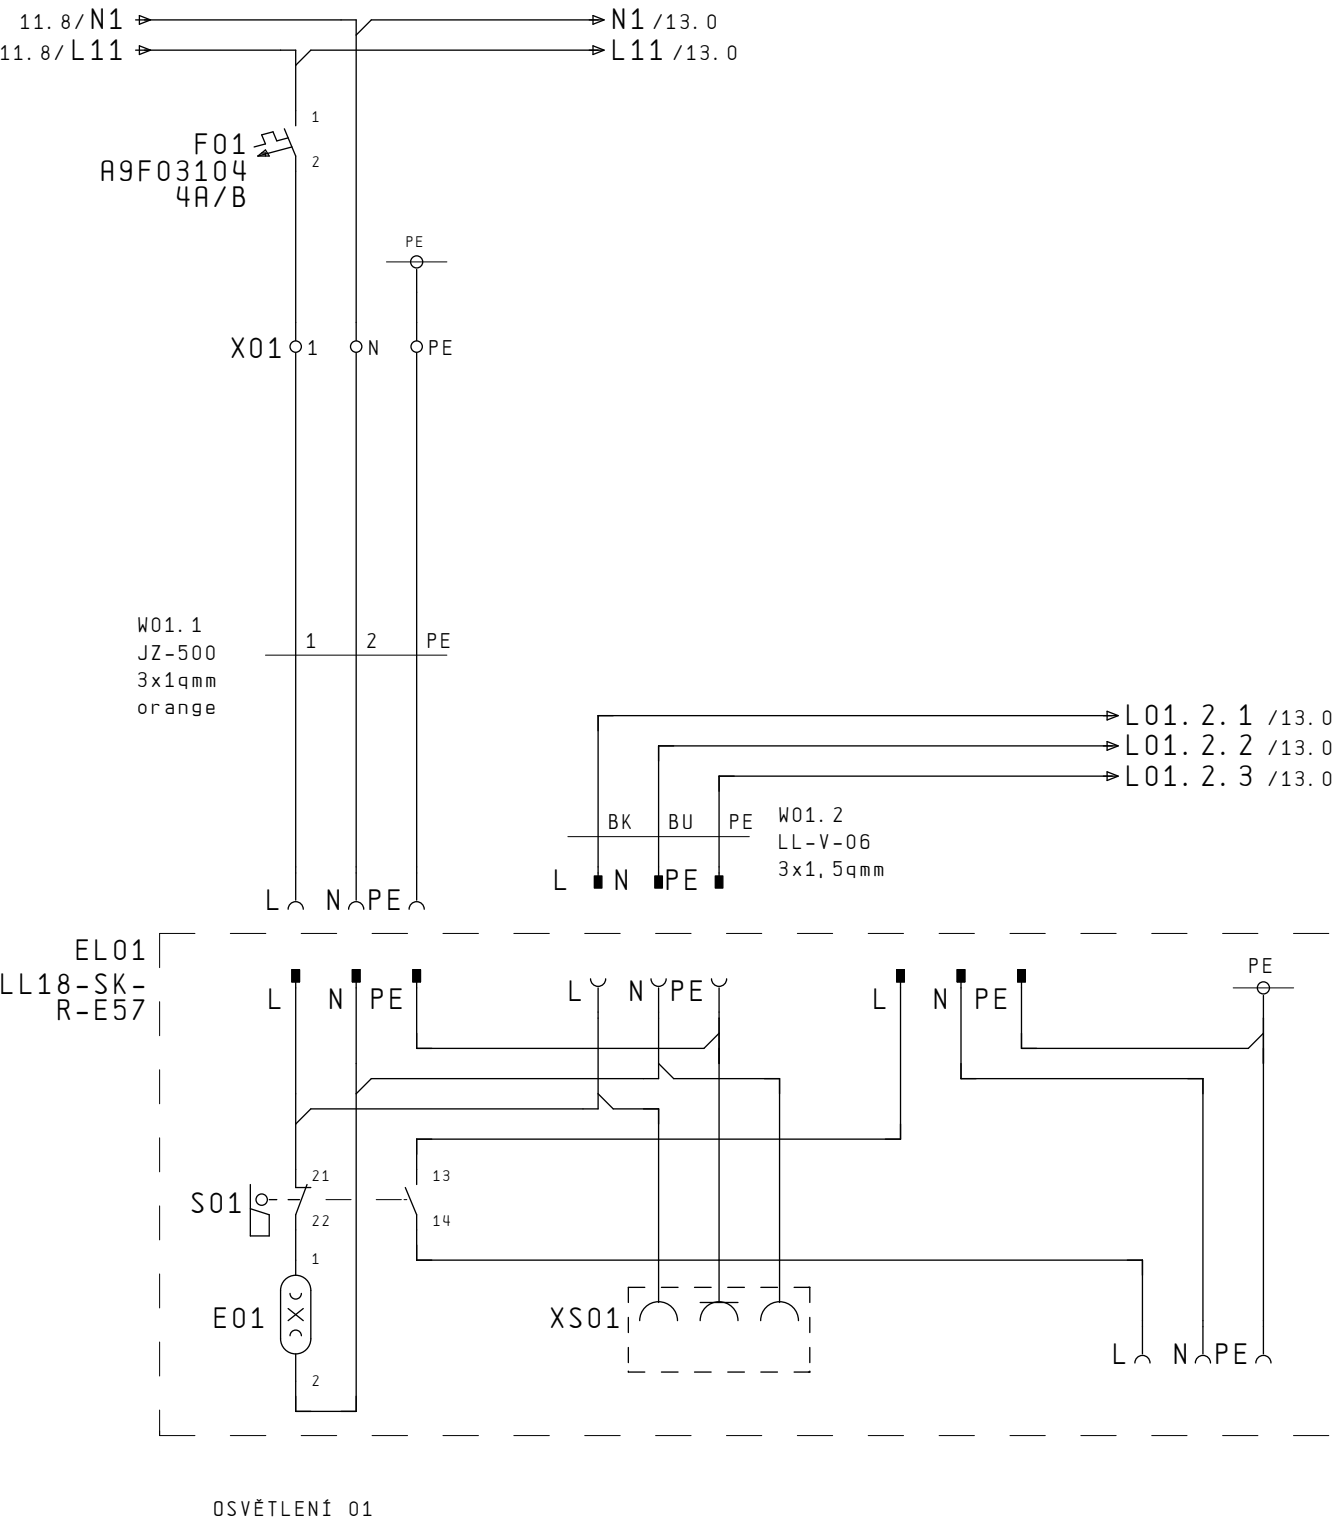 11.8/N1
N1 /13.0
11.8/L11
L11 /13.0
1
F01
2
A9F03104
4A/B
PE
X01 1 N PE
W01.1
1 2 PE
JZ-500
3x1qmm
orange
L01.2.1 /13.0
L01.2.2 /13.0
L01.2.3 /13.0
BK BU PE W01.2
LL-V-06
3x1,5qmm
L N PE
L N PE
EL01
LL18-SK-
R-E57
PE
L N PE
L N PE
L N PE
21 13
S01
22 14
1
E01
XS01
L N PE
2
OSVĚTLENÍ 01